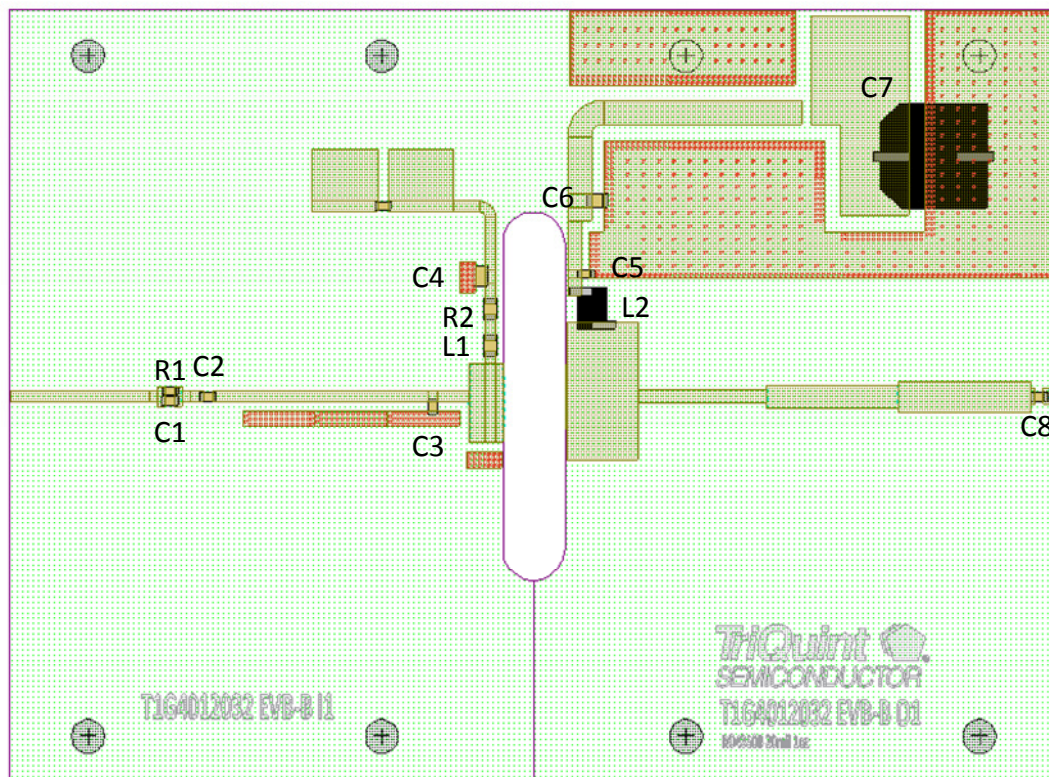 C7
C6
C4
C5
R2
L2
L1
R1
C2
C1
C3
C8
TriQuint
SEMICONDUCTOR
T1G4012032 EVB-B I1
T1G4012032 EVB-B O1